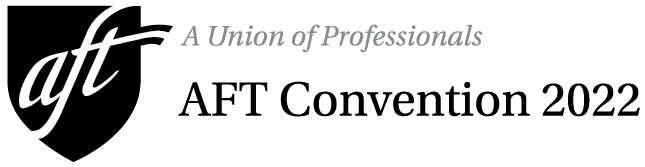 aft
A Union of Professionals
AFT Convention 2022